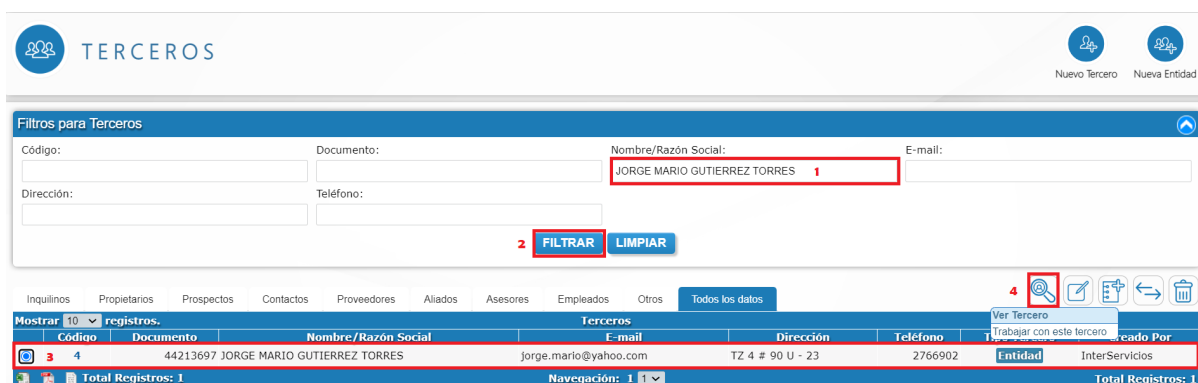 TERCEROS
Nuevo Tercero Nueva Entidad
Filtros para Terceros
Código: Documento: Nombre/Razón Social: E-mail:
JORGE MARIO GUTIERREZ TORRES 1
Dirección: Teléfono:
2 FILTRAR LIMPIAR
4
Inquilinos Propietarios Prospectos Contactos Proveedores Aliados Asesores Empleados Otros Todos los datos
Ver Tercero
Mostrar 10 registros. Terceros
Trabajar con este tercero
Código Documento Nombre/Razón Social E-mail Dirección Teléfono Creado Por
3 4 44213697 JORGE MARIO GUTIERREZ TORRES jorge.mario@yahoo.com TZ 4 # 90 U - 23 2766902 Entidad InterServicios
Total Registros: 1 Navegación: 1 1 Total Registros: 1